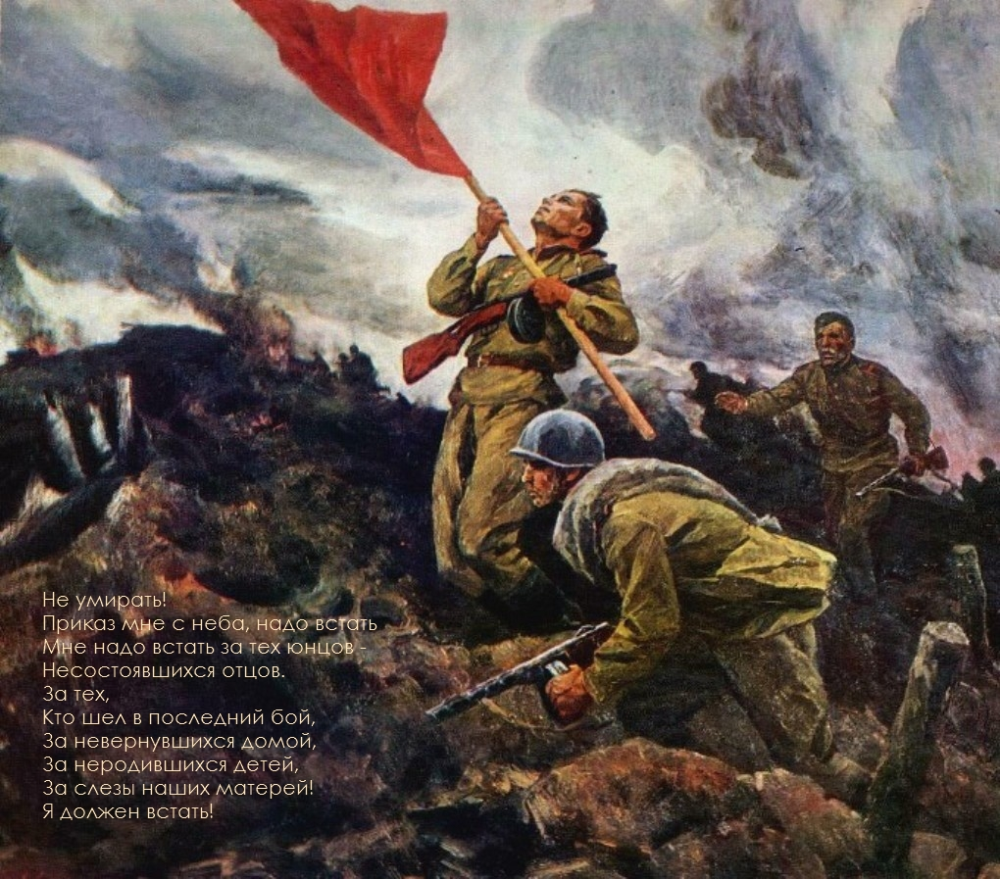 Не умирать!
Приказ мне с неба, надо встать
Мне надо встать за тех юнцов -
Несостоявшихся отцов.
За тех,
Кто шел в последний бой,
За невернувшихся домой,
За неродившихся детей,
За слезы наших матерей!
Я должен встать!